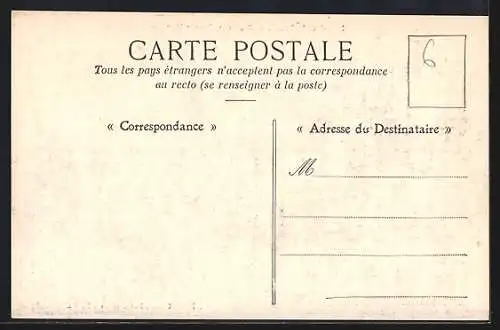 CARTE POSTALE
Tous les pays étrangers n'acceptent pas la correspondance
au recto (se renseigner à la poste)
6
« Correspondance »
« Adresse du Destinataire »
M